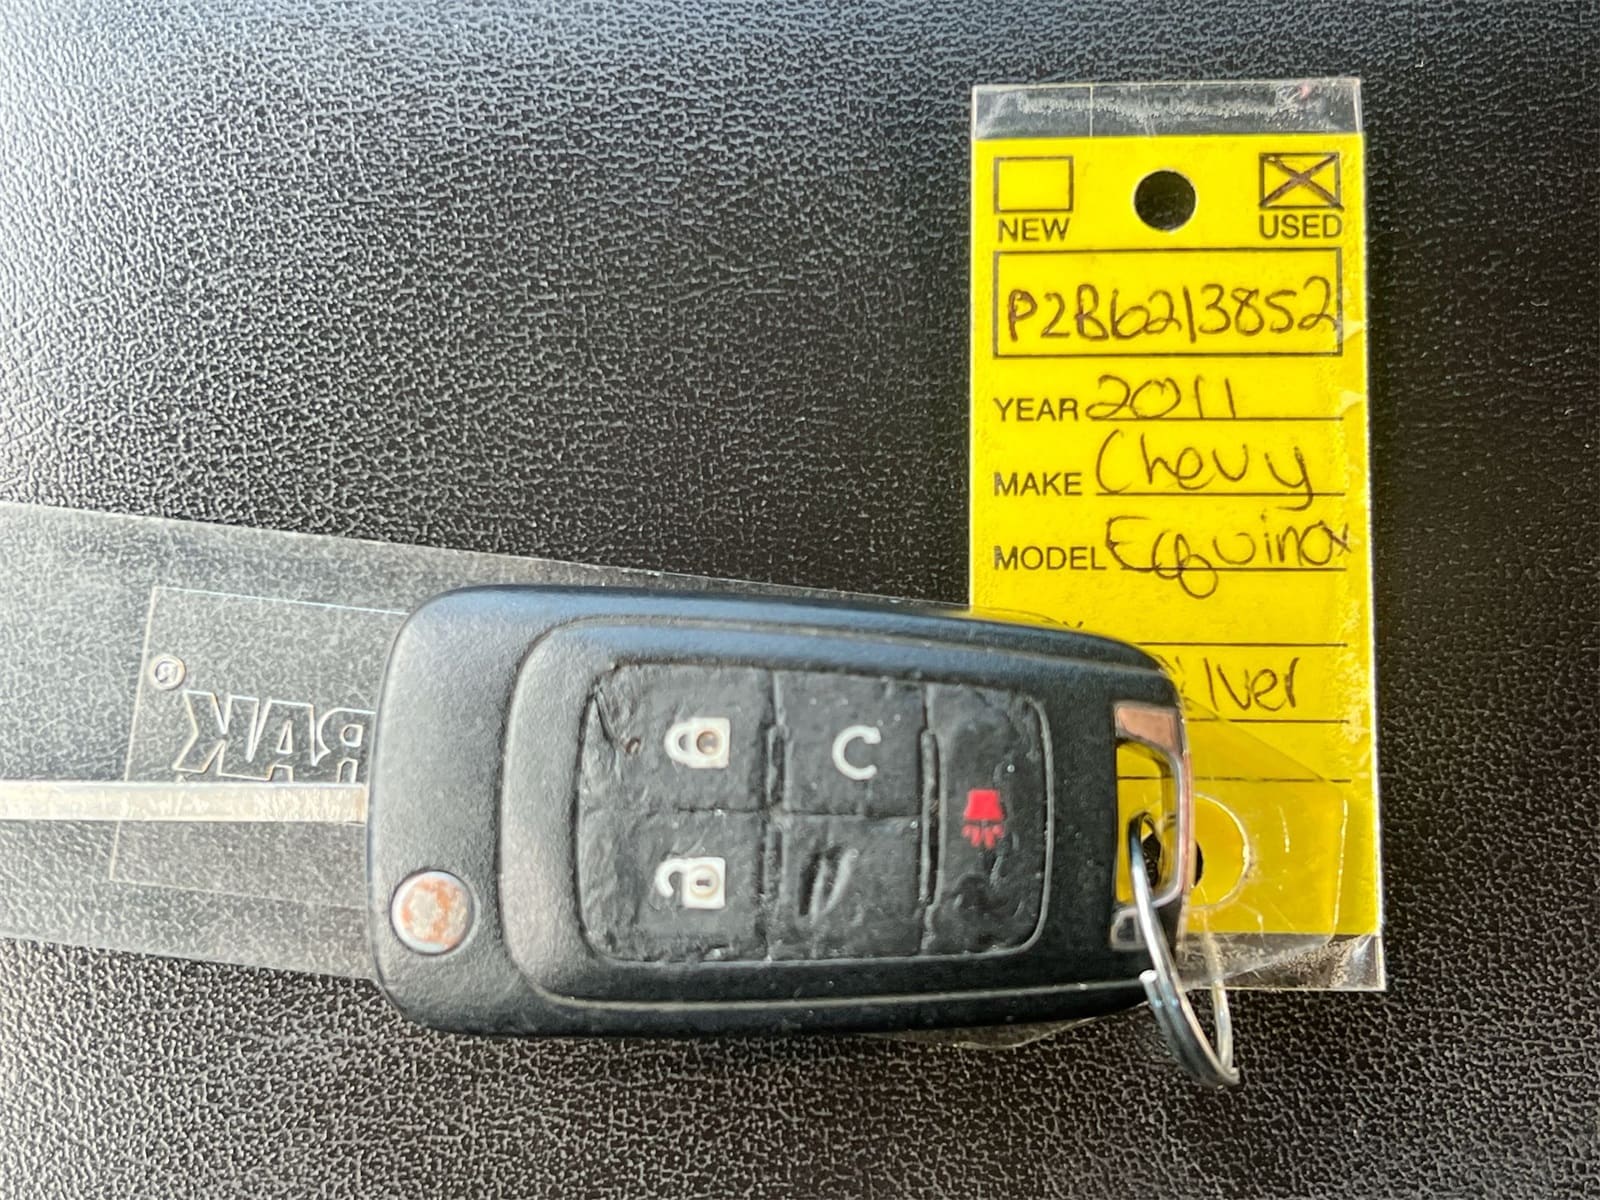 NEW USED
P2B6213852
YEAR 2011
MAKE Chevy
MODEL Equinox